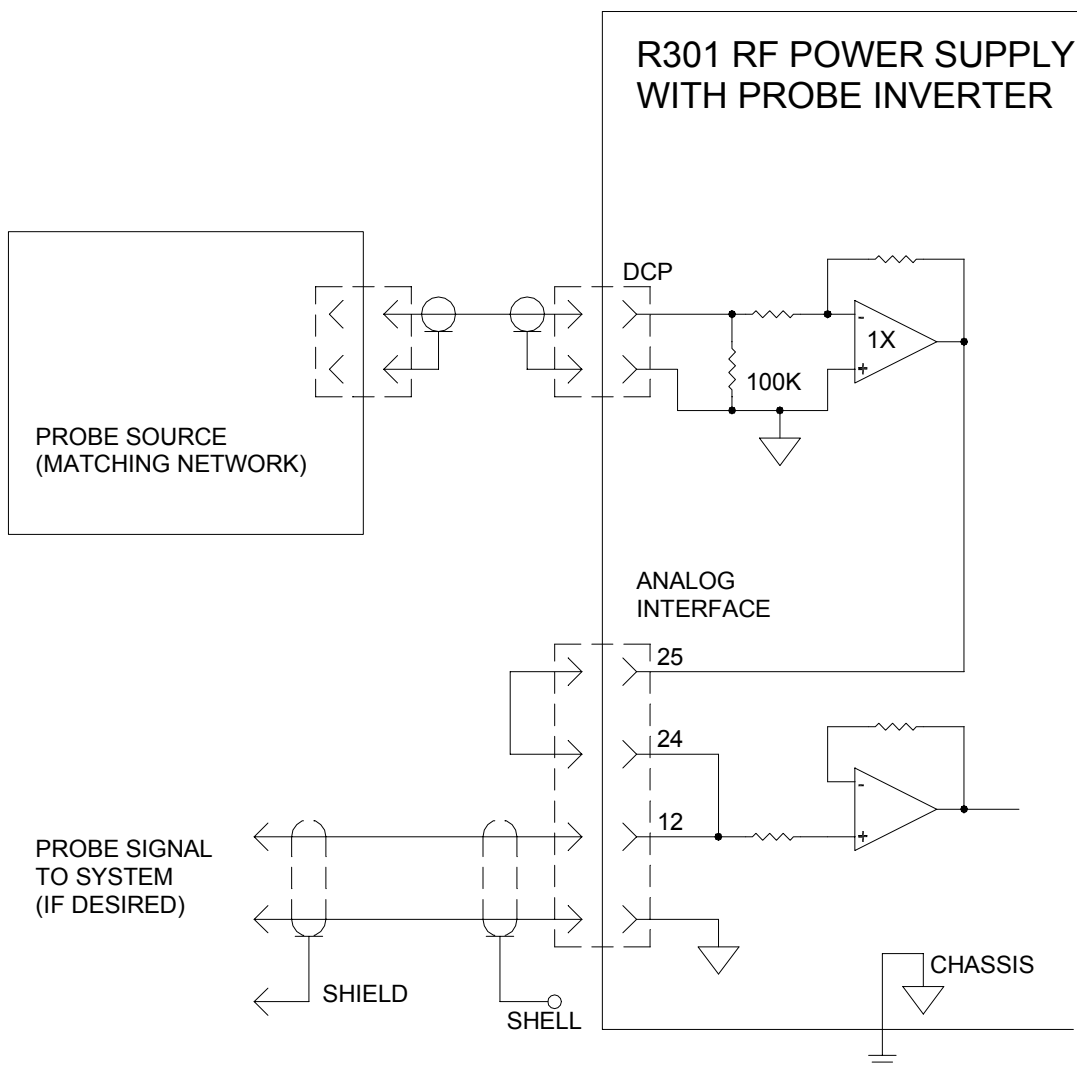 R301 RF POWER SUPPLY
WITH PROBE INVERTER
DCP
-
1X
+
100K
PROBE SOURCE
(MATCHING NETWORK)
ANALOG
INTERFACE
25
24
-
12
+
PROBE SIGNAL
TO SYSTEM
(IF DESIRED)
CHASSIS
SHIELD
SHELL